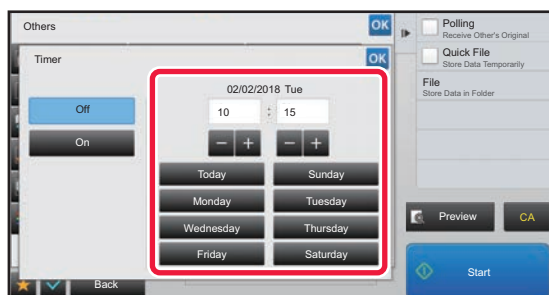 Others
OK
Timer
OK
Off
On
02/02/2018 Tue
10 : 15
Today
Sunday
Monday
Tuesday
Wednesday
Thursday
Friday
Saturday
Back
Polling
Receive Other's Original
Quick File
Store Data Temporarily
File
Store Data in Folder
Preview
CA
Start